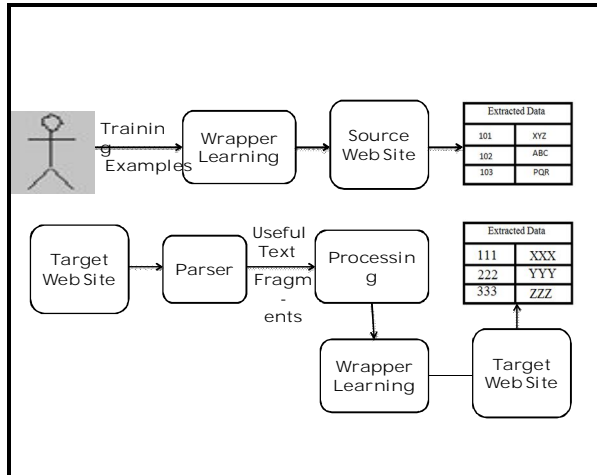 Trainin
g
Examples
Wrapper
Learning
Source
Web Site
Extracted Data
101 XYZ
102 ABC
103 PQR
Target
Web Site
Parser
Useful
Text
Fragm
-
ents
Processin
g
Extracted Data
111 XXX
222 YYY
333 ZZZ
Wrapper
Learning
Target
Web Site